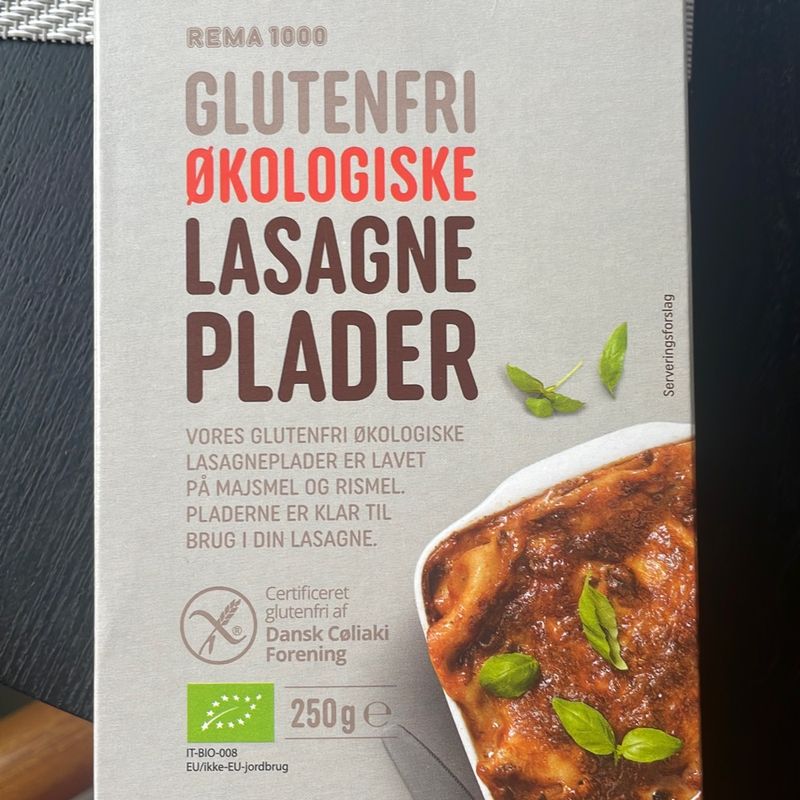 REMA 1000
GLUTENFRI
ØKOLOGISKE
LASAGNE
PLADER
Serveringsforslag
VORES GLUTENFRI ØKOLOGISKE
LASAGNEPLADER ER LAVET
PÅ MAJSMEL OG RISMEL.
PLADERNE ER KLAR TIL
BRUG I DIN LASAGNE.
Certificeret
glutenfri af
Dansk Cøliaki
Forening
®
250g ℮
IT-BIO-008
EU/ikke-EU-jordbrug